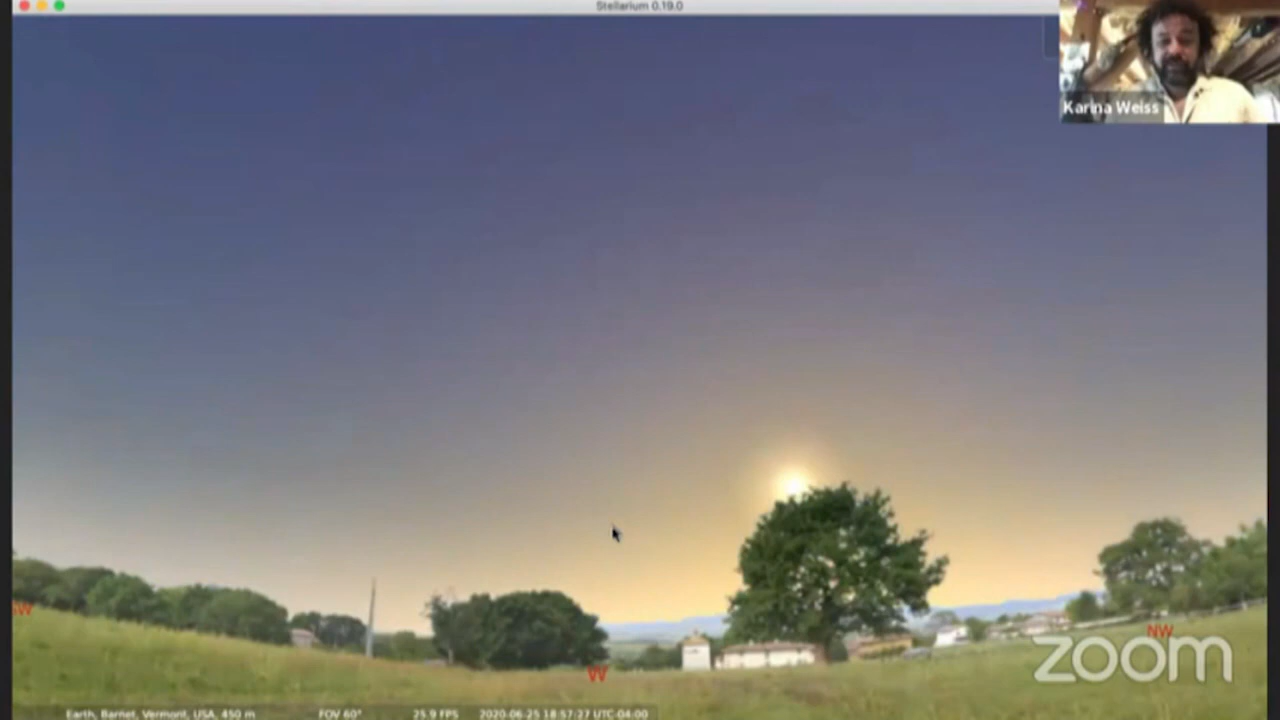 Stellarium 0.19.0
Karina Weiss
SW
NW
W
zoom
Earth, Barnet, Vermont, USA, 450 m FOV 60° 25.9 FPS 2020-06-25 18:57:27 UTC-04:00